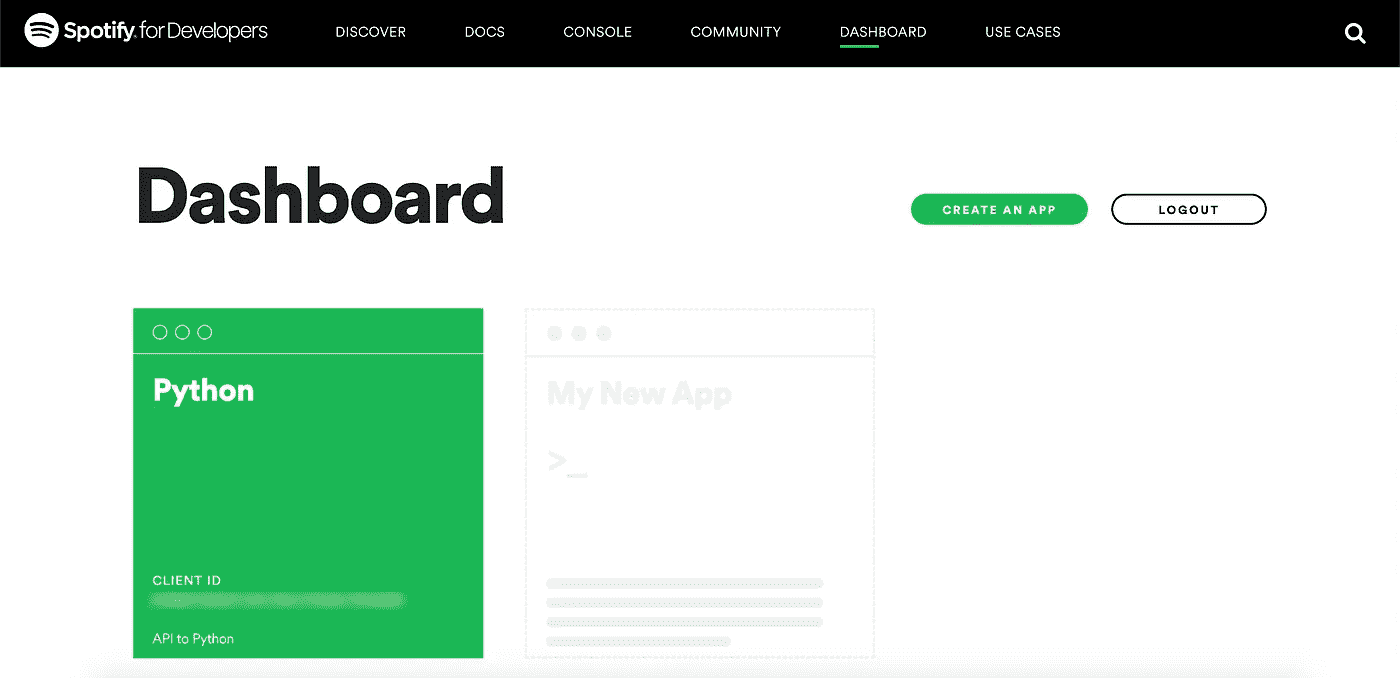 Spotify for Developers DISCOVER DOCS CONSOLE COMMUNITY DASHBOARD USE CASES
Dashboard
CREATE AN APP LOGOUT
Python
CLIENT ID
API to Python
My New App
>_